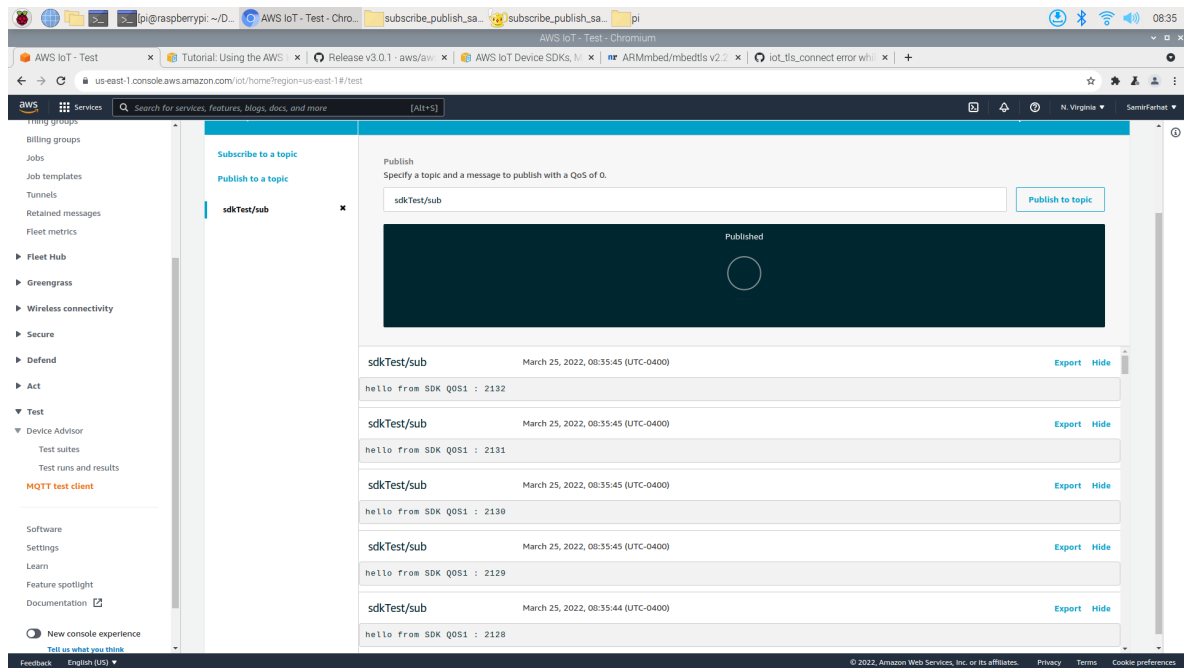 [pi@raspberrypi: ~/D...
AWS IoT - Test - Chro...
subscribe_publish_sa...
subscribe_publish_sa...
pi
08:35
AWS IoT - Test - Chromium
AWS IoT - Test
Tutorial: Using the AWS I
Release v3.0.1 - aws/aw
AWS IoT Device SDKs, M
ARMmbed/mbedtls v2.2
iot_tls_connect error whi
us-east-1.console.aws.amazon.com/iot/home?region=us-east-1#/test
aws
Services
Search for services, features, blogs, docs, and more
[Alt+S]
N. Virginia
SamirFarhat
Thing groups
Billing groups
Jobs
Job templates
Tunnels
Retained messages
Fleet metrics
Fleet Hub
Greengrass
Wireless connectivity
Secure
Defend
Act
Test
Device Advisor
Test suites
Test runs and results
MQTT test client
Software
Settings
Learn
Feature spotlight
Documentation
New console experience
Tell us what you think
Subscribe to a topic
Publish to a topic
sdkTest/sub
Publish
Specify a topic and a message to publish with a QoS of 0.
sdkTest/sub
Publish to topic
Published
sdkTest/sub March 25, 2022, 08:35:45 (UTC-0400) Export Hide
hello from SDK QOS1 : 2132
sdkTest/sub March 25, 2022, 08:35:45 (UTC-0400) Export Hide
hello from SDK QOS1 : 2131
sdkTest/sub March 25, 2022, 08:35:45 (UTC-0400) Export Hide
hello from SDK QOS1 : 2130
sdkTest/sub March 25, 2022, 08:35:45 (UTC-0400) Export Hide
hello from SDK QOS1 : 2129
sdkTest/sub March 25, 2022, 08:35:44 (UTC-0400) Export Hide
hello from SDK QOS1 : 2128
Feedback English (US)
© 2022, Amazon Web Services, Inc. or its affiliates. Privacy Terms Cookie preferences